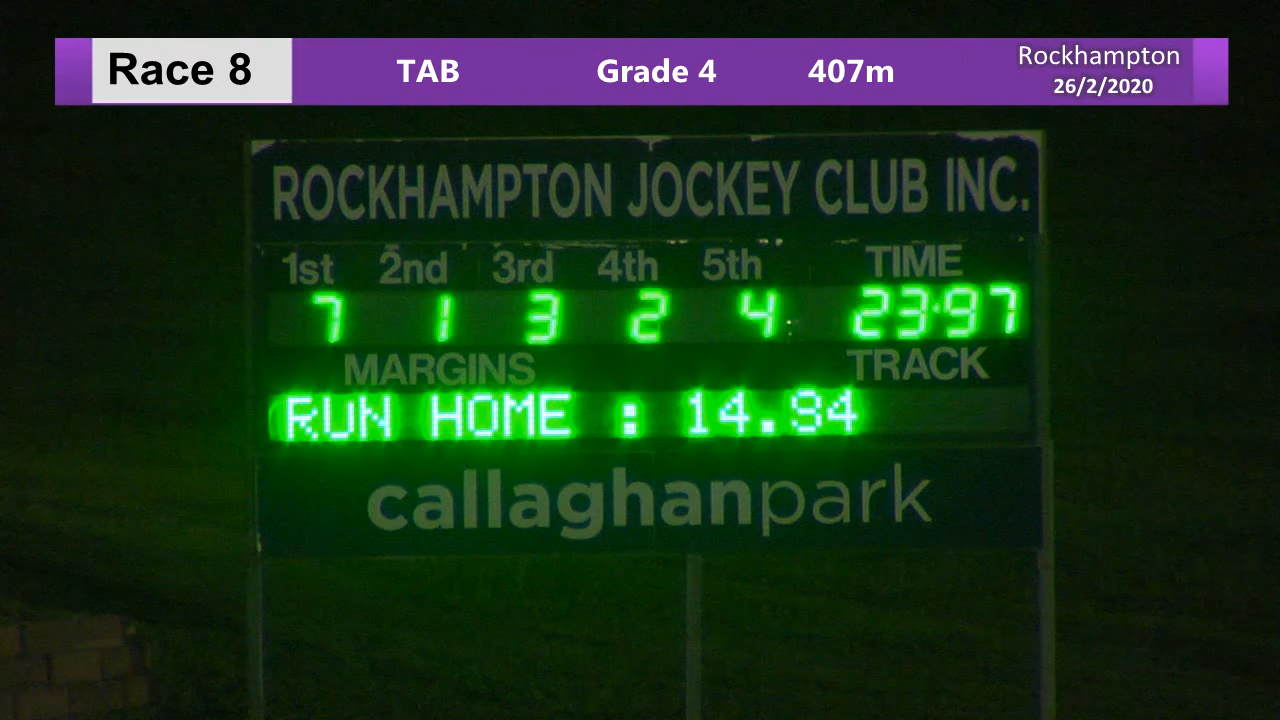 Race 8 TAB Grade 4 407m Rockhampton
26/2/2020
ROCKHAMPTON JOCKEY CLUB INC.
1st 2nd 3rd 4th 5th TIME
7 1 3 2 4 23.97
MARGINS TRACK
RUN HOME : 14.94
callaghanpark